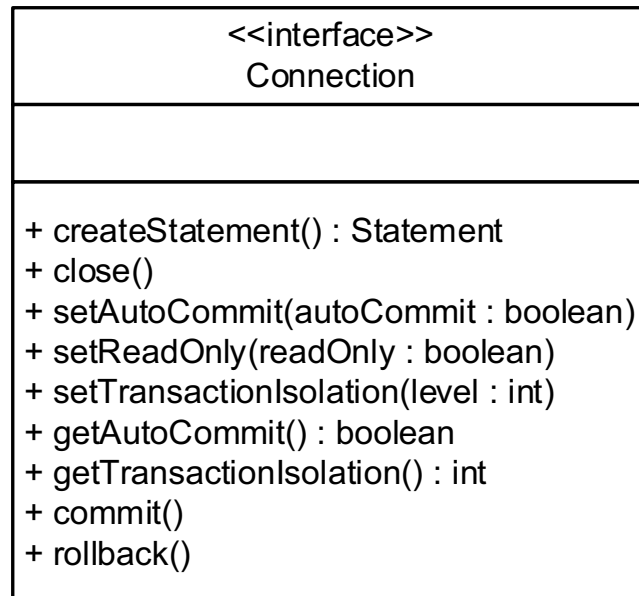 <<interface>>
Connection
+ createStatement() : Statement
+ close()
+ setAutoCommit(autoCommit : boolean)
+ setReadOnly(readOnly : boolean)
+ setTransactionIsolation(level : int)
+ getAutoCommit() : boolean
+ getTransactionIsolation() : int
+ commit()
+ rollback()